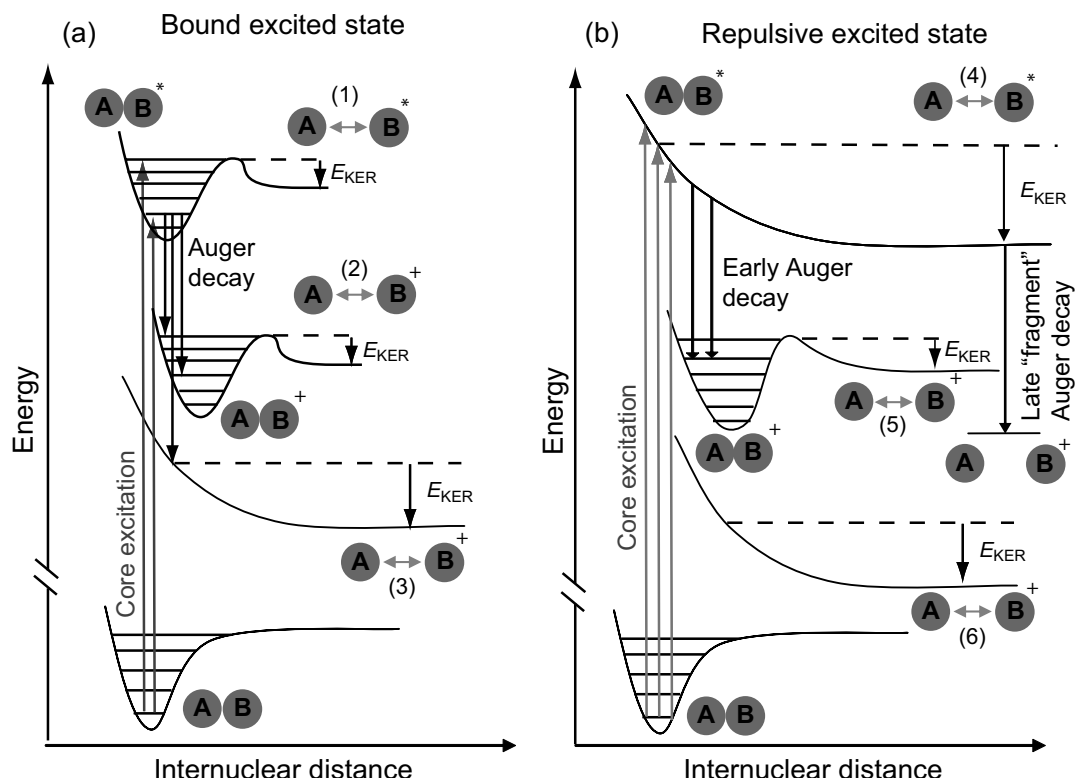 (a) Bound excited state
A B *
(1)
A B *
E KER
Auger
decay
(2)
A B +
E KER
A B +
E KER
A B +
(3)
Core excitation
A B
Energy
Internuclear distance
(b) Repulsive excited state
A B *
(4)
A B *
E KER
Early Auger
decay
Late “fragment”
Auger decay
E KER
A B +
(5)
A B +
A B +
Core excitation
E KER
A B +
(6)
A B
Energy
Internuclear distance